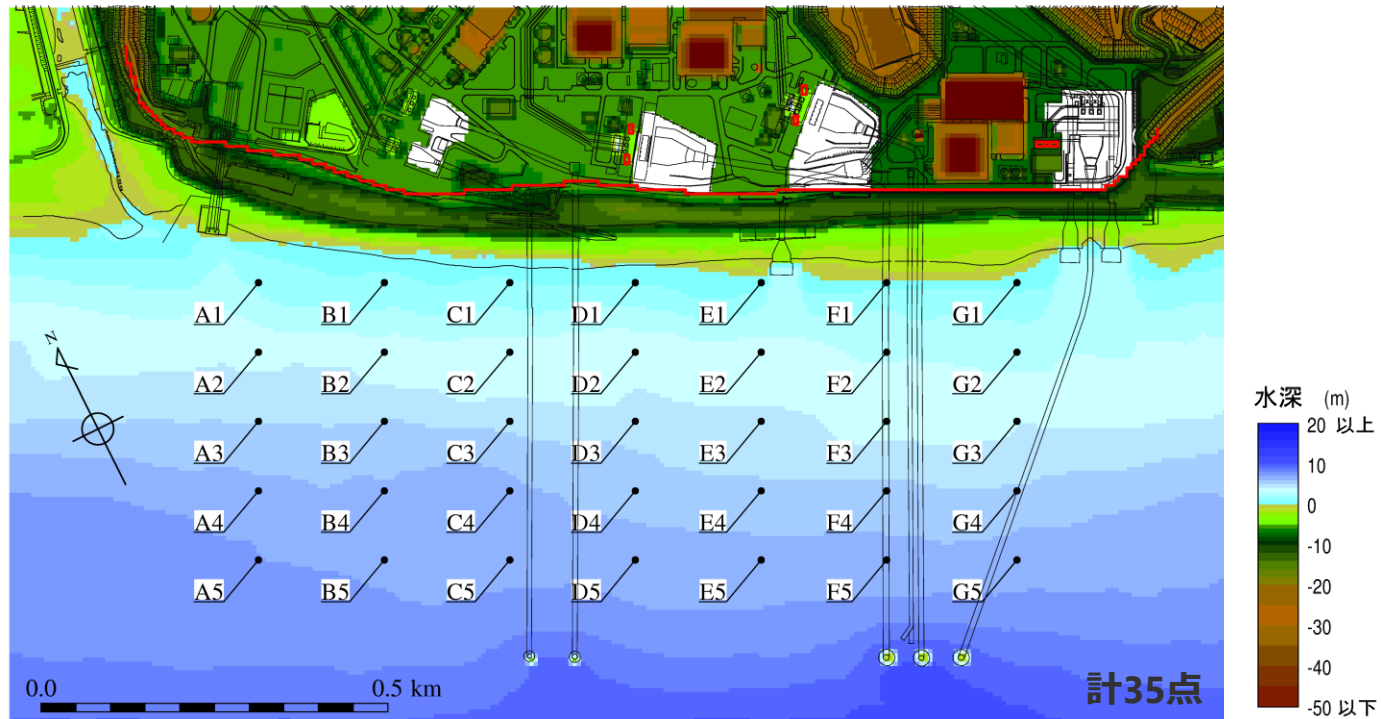 A1 B1 C1 D1 E1 F1 G1
N
A2 B2 C2 D2 E2 F2 G2
A3 B3 C3 D3 E3 F3 G3
A4 B4 C4 D4 E4 F4 G4
A5 B5 C5 D5 E5 F5 G5
0.0 0.5 km
計35点
水深 (m)
20 以上
10
0
-10
-20
-30
-40
-50 以下